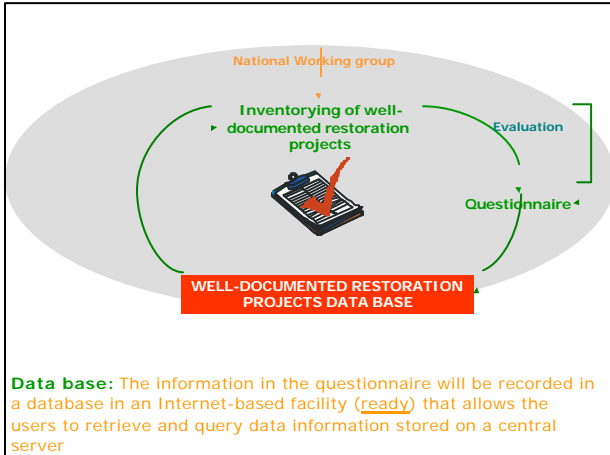 National Working group
Inventorying of well-
documented restoration
projects
Evaluation
Questionnaire
WELL-DOCUMENTED RESTORATION
PROJECTS DATA BASE
Data base: The information in the questionnaire will be recorded in
a database in an Internet-based facility (ready) that allows the
users to retrieve and query data information stored on a central
server